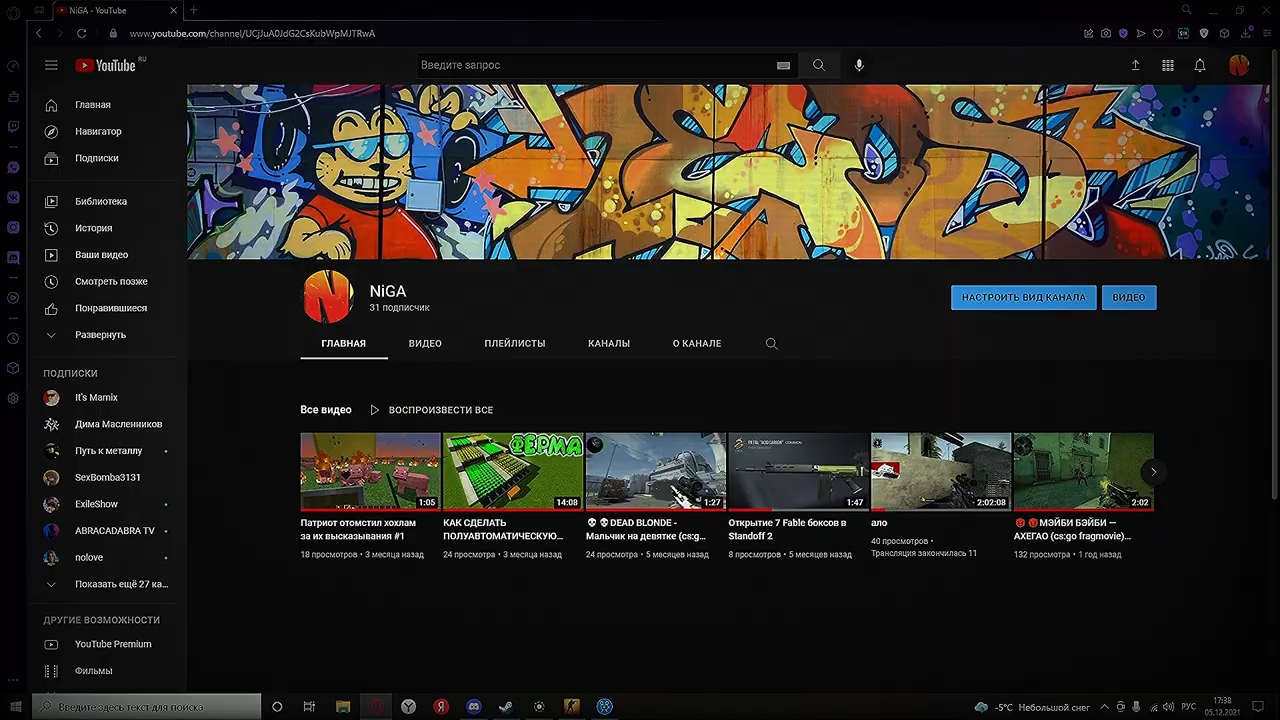 NiGA - YouTube
www.youtube.com/channel/UCjJuA0JdG2CsKubWpMJTRwA
YouTube RU
Введите запрос
Главная
Навигатор
Подписки
Библиотека
История
Ваши видео
Смотреть позже
Понравившиеся
Развернуть
ПОДПИСКИ
It's Mamix
Дима Масленников
Путь к металлу
SexBomba3131
ExileShow
ABRACADABRA TV
nolove
Показать ещё 27 ка...
ДРУГИЕ ВОЗМОЖНОСТИ
YouTube Premium
Фильмы
N
NiGA
31 подписчик
НАСТРОИТЬ ВИД КАНАЛА
ВИДЕО
ГЛАВНАЯ
ВИДЕО
ПЛЕЙЛИСТЫ
КАНАЛЫ
О КАНАЛЕ
Все видео
ВОСПРОИЗВЕСТИ ВСЕ
1:05
Патриот отомстил хохлам
за их высказывания #1
18 просмотров • 3 месяца назад
ФЕРМА
14:08
КАК СДЕЛАТЬ
ПОЛУАВТОМАТИЧЕСКУЮ...
24 просмотра • 3 месяца назад
1:27
DEAD BLONDE -
Мальчик на девятке (cs:g...
24 просмотра • 5 месяцев назад
1:47
Открытие 7 Fable боксов в
Standoff 2
8 просмотров • 5 месяцев назад
2:02:08
ало
40 просмотров •
Трансляция закончилась 11
2:02
МЭЙБИ БЭЙБИ —
АХЕГАО (cs:go fragmovie)...
132 просмотра • 1 год назад
Введите здесь текст для поиска
-5°C Небольшой снег
РУС
17:38
05.12.2021